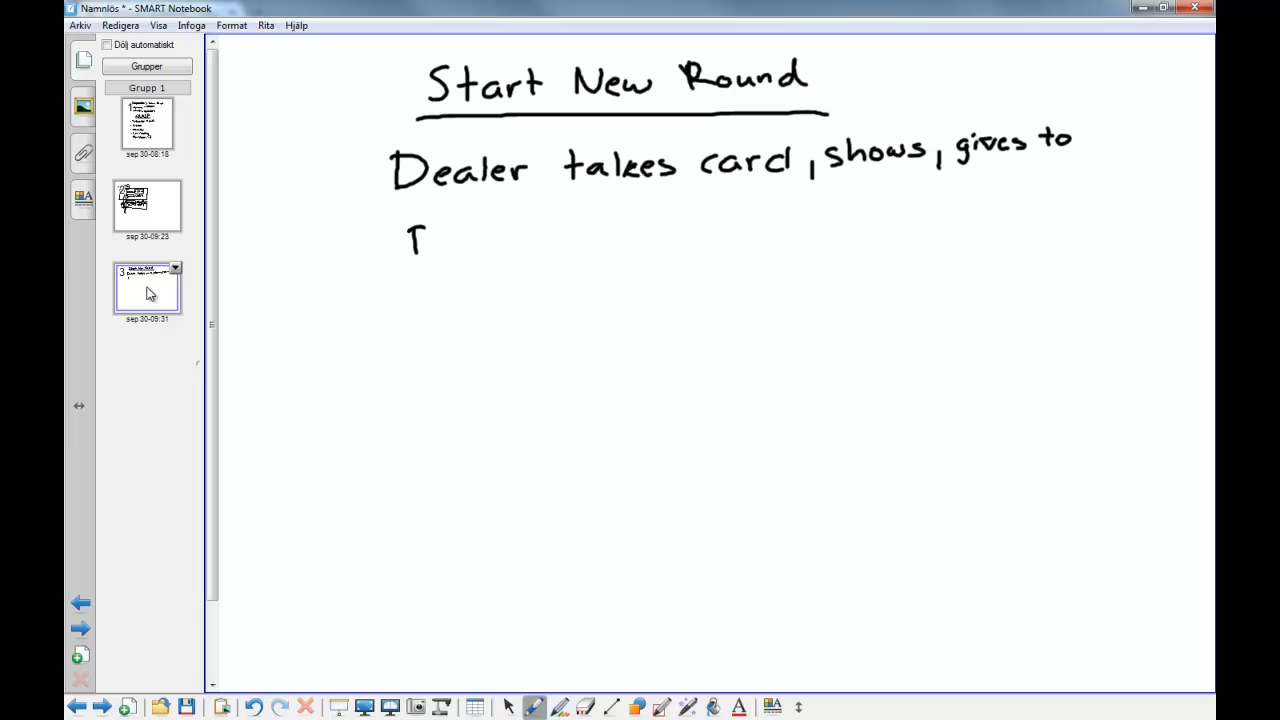 Namnlös * - SMART Notebook
Arkiv Redigera Visa Infoga Format Rita Hjälp
Dölj automatiskt
Grupper
Grupp 1
sep 30-08:18
sep 30-09:23
3
sep 30-09:31
Start New Round
Dealer takes card, shows, gives to